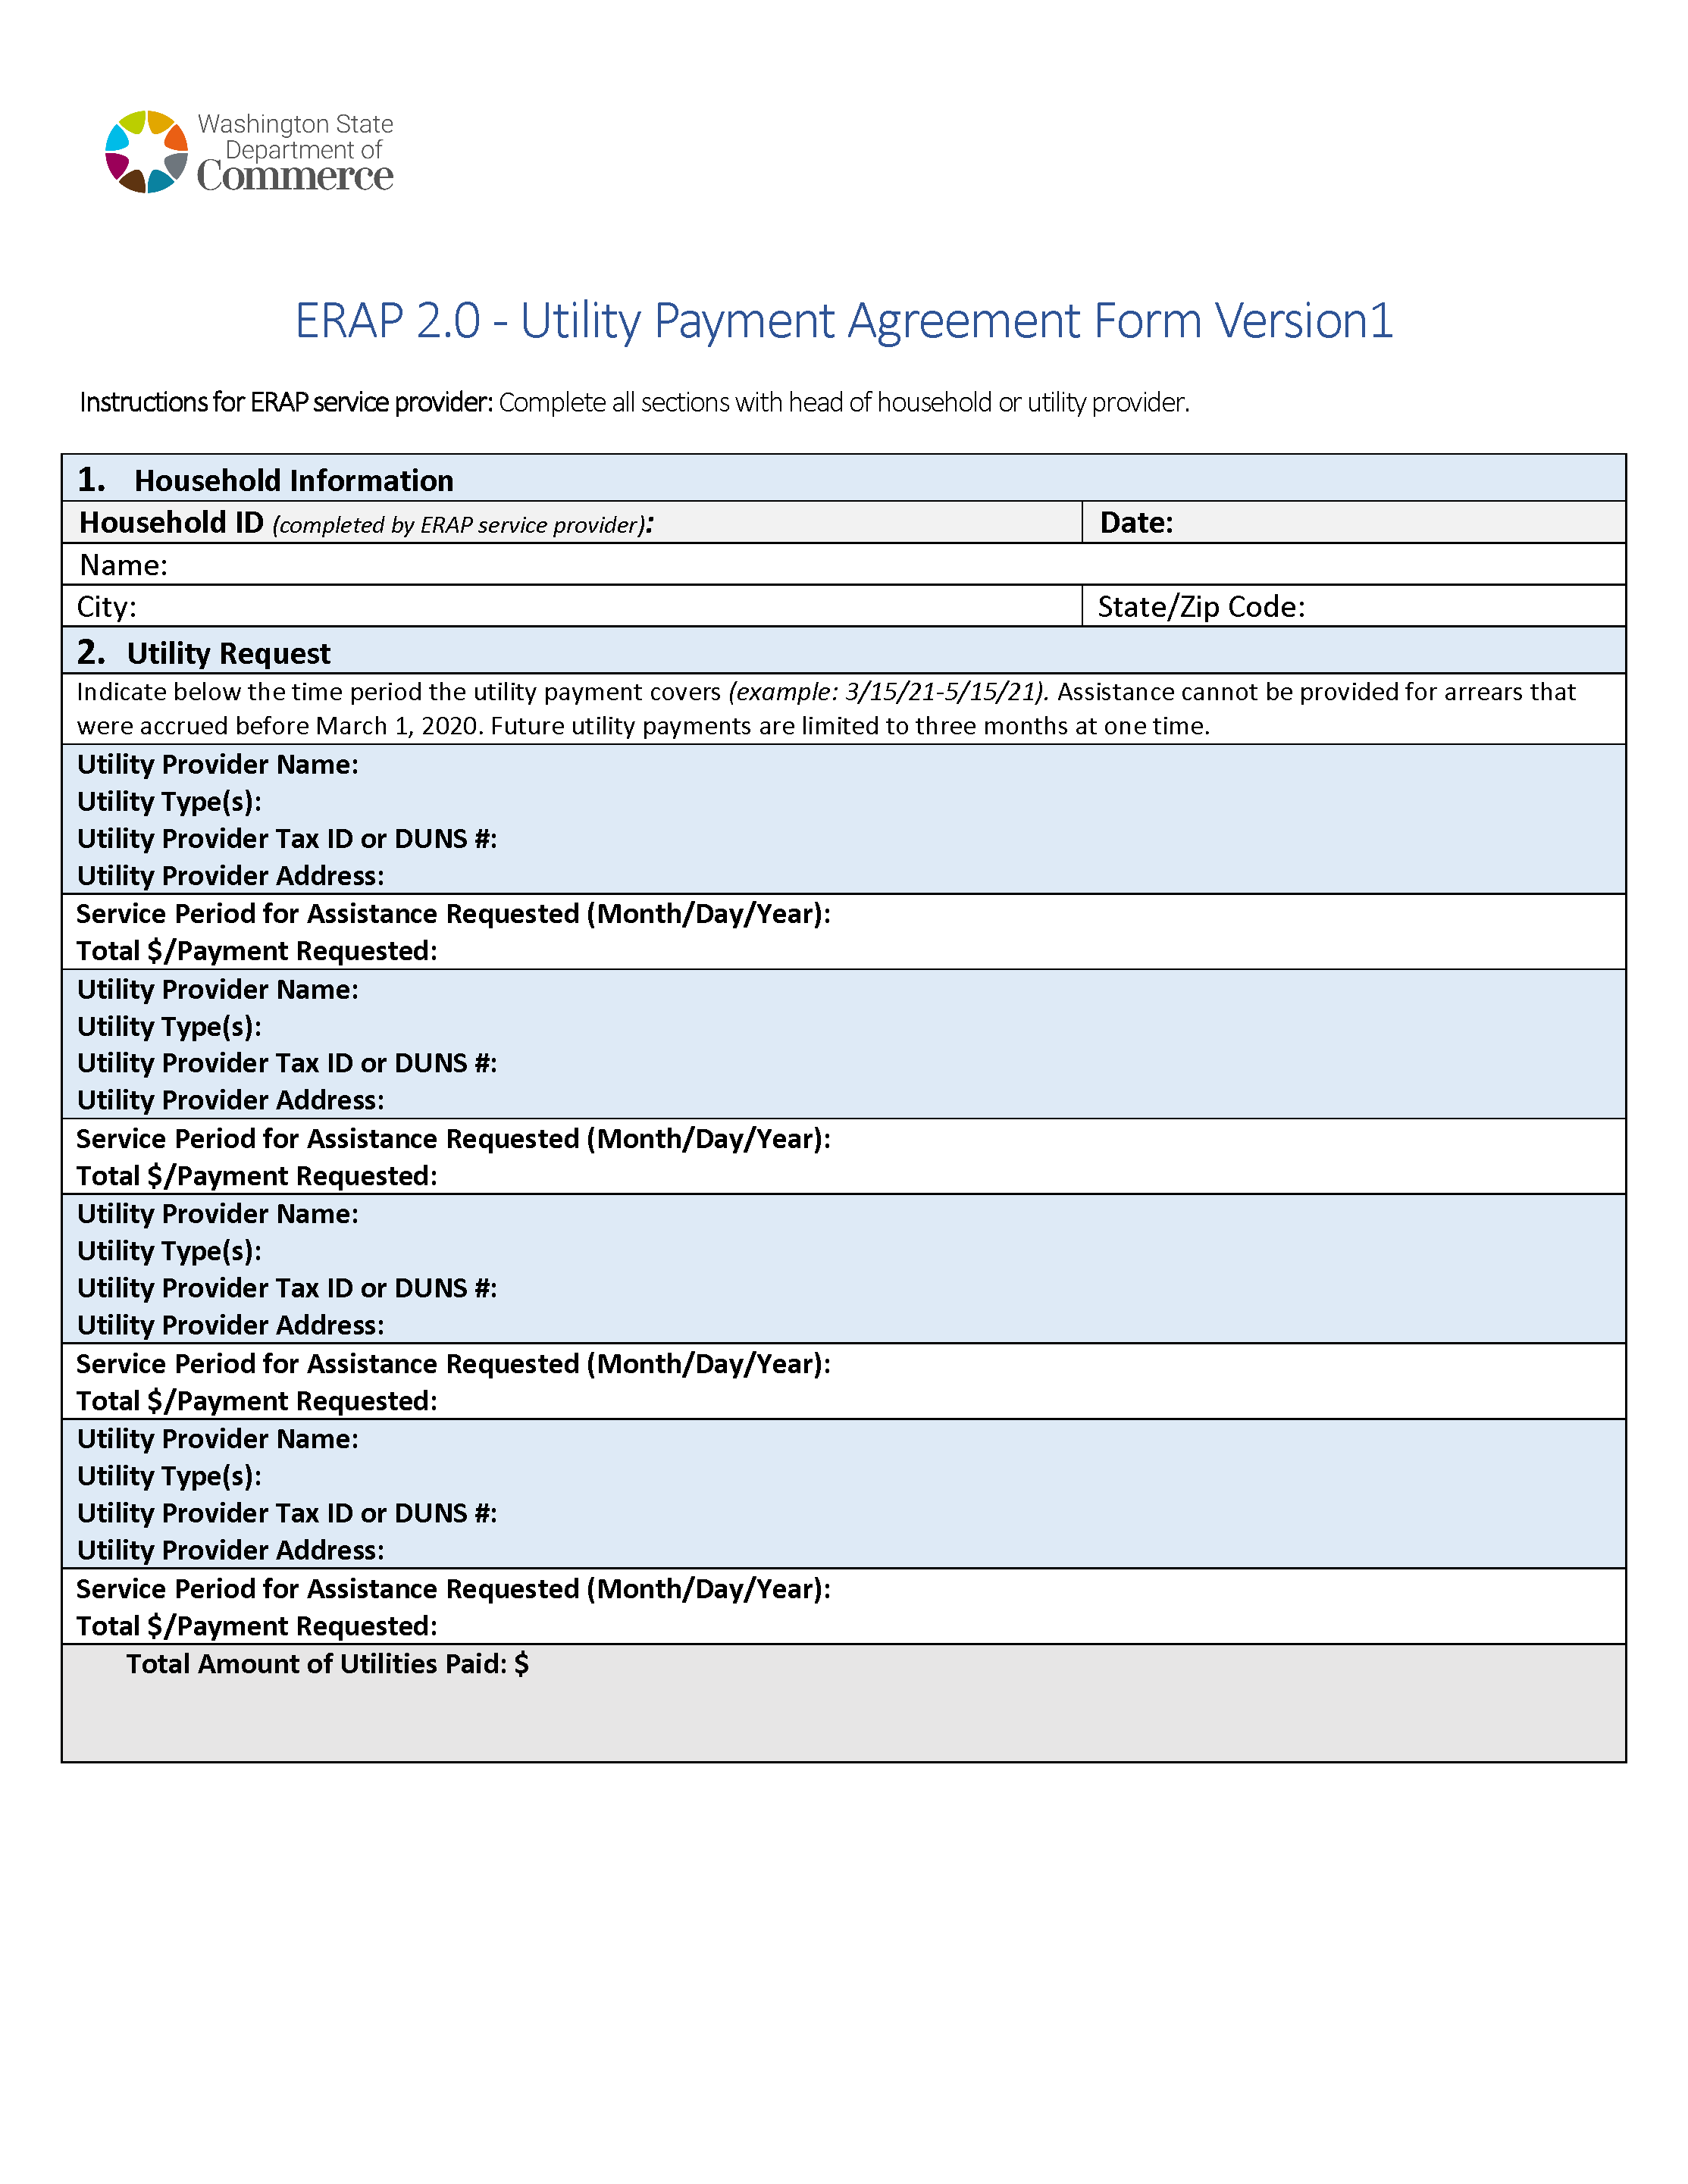 Washington State
Department of
Commerce
ERAP 2.0 - Utility Payment Agreement Form Version1
Instructions for ERAP service provider: Complete all sections with head of household or utility provider.
1. Household Information
Household ID (completed by ERAP service provider): Date:
Name:
City: State/Zip Code:
2. Utility Request
Indicate below the time period the utility payment covers (example: 3/15/21-5/15/21). Assistance cannot be provided for arrears that
were accrued before March 1, 2020. Future utility payments are limited to three months at one time.
Utility Provider Name:
Utility Type(s):
Utility Provider Tax ID or DUNS #:
Utility Provider Address:
Service Period for Assistance Requested (Month/Day/Year):
Total $/Payment Requested:
Utility Provider Name:
Utility Type(s):
Utility Provider Tax ID or DUNS #:
Utility Provider Address:
Service Period for Assistance Requested (Month/Day/Year):
Total $/Payment Requested:
Utility Provider Name:
Utility Type(s):
Utility Provider Tax ID or DUNS #:
Utility Provider Address:
Service Period for Assistance Requested (Month/Day/Year):
Total $/Payment Requested:
Utility Provider Name:
Utility Type(s):
Utility Provider Tax ID or DUNS #:
Utility Provider Address:
Service Period for Assistance Requested (Month/Day/Year):
Total $/Payment Requested:
Total Amount of Utilities Paid: $